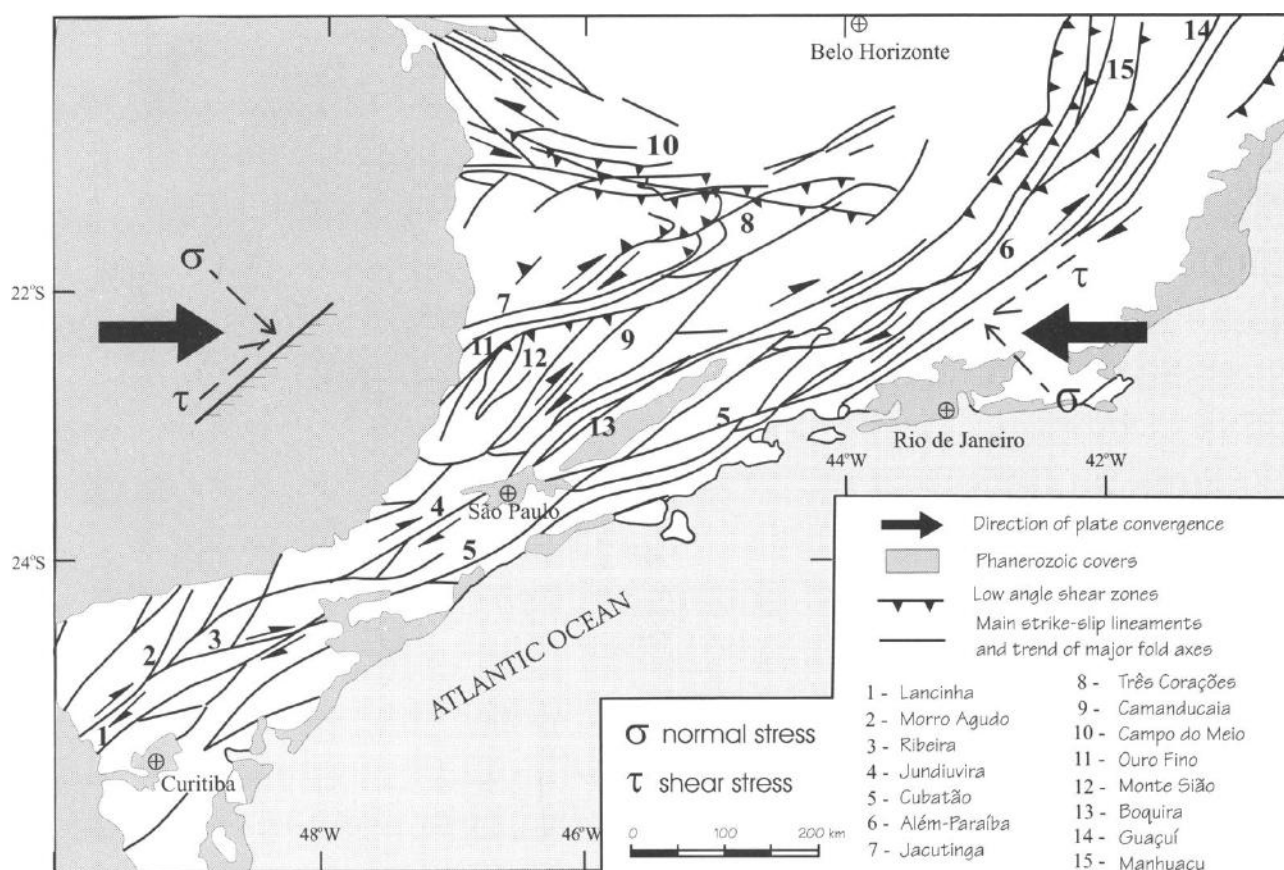 14
Belo Horizonte
15
10
8
6
σ
τ
22°S
7
11
12
9
τ
σ
13
5
Rio de Janeiro
44°W
42°W
4
São Paulo
5
24°S
3
2
1
Curitiba
48°W
46°W
ATLANTIC OCEAN
Direction of plate convergence
Phanerozoic covers
Low angle shear zones
Main strike-slip lineaments
and trend of major fold axes
σ normal stress
τ shear stress
0 100 200 km
1 - Lancinha
2 - Morro Agudo
3 - Ribeira
4 - Jundiuvira
5 - Cubatão
6 - Além-Paraíba
7 - Jacutinga
8 - Três Corações
9 - Camanducaia
10 - Campo do Meio
11 - Ouro Fino
12 - Monte Sião
13 - Boquira
14 - Guaçuí
15 - Manhuaçu